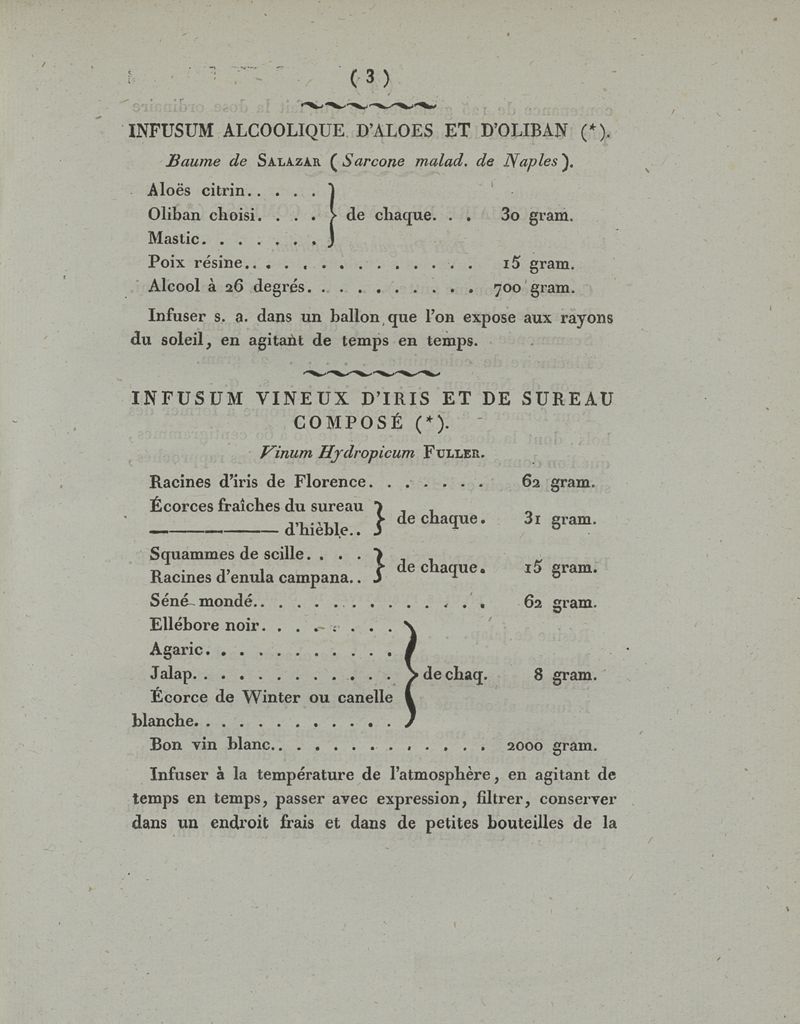 ( 3 )
INFUSUM ALCOOLIQUE D'ALOES ET D'OLIBAN (*).
Baume de SALAZAR (Sarcone malad. de Naples).
Aloës citrin. . . . .
Oliban choisi. . . . } de chaque. . . 30 gram.
Mastic. . . . . . .
Poix résine. . . . . . . . . . . . . 15 gram.
Alcool à 26 degrés. . . . . . . . . . 700 gram.
Infuser s. a. dans un ballon que l'on expose aux rayons
du soleil, en agitant de temps en temps.
INFUSUM VINEUX D'IRIS ET DE SUREAU
COMPOSÉ (*).
Vinum Hydropicum FULLER.
Racines d'iris de Florence. . . . . . . 62 gram.
Écorces fraîches du sureau } de chaque. 31 gram.
——————— d'hièble. .
Squammes de scille. . . . } de chaque. 15 gram.
Racines d'enula campana. .
Séné mondé. . . . . . . . . . . . . 62 gram.
Ellébore noir. . . . . . . .
Agaric. . . . . . . . . . .
Jalap. . . . . . . . . . . . } de chaq. 8 gram.
Écorce de Winter ou canelle
blanche. . . . . . . . . . .
Bon vin blanc. . . . . . . . . . . . 2000 gram.
Infuser à la température de l'atmosphère, en agitant de
temps en temps, passer avec expression, filtrer, conserver
dans un endroit frais et dans de petites bouteilles de la